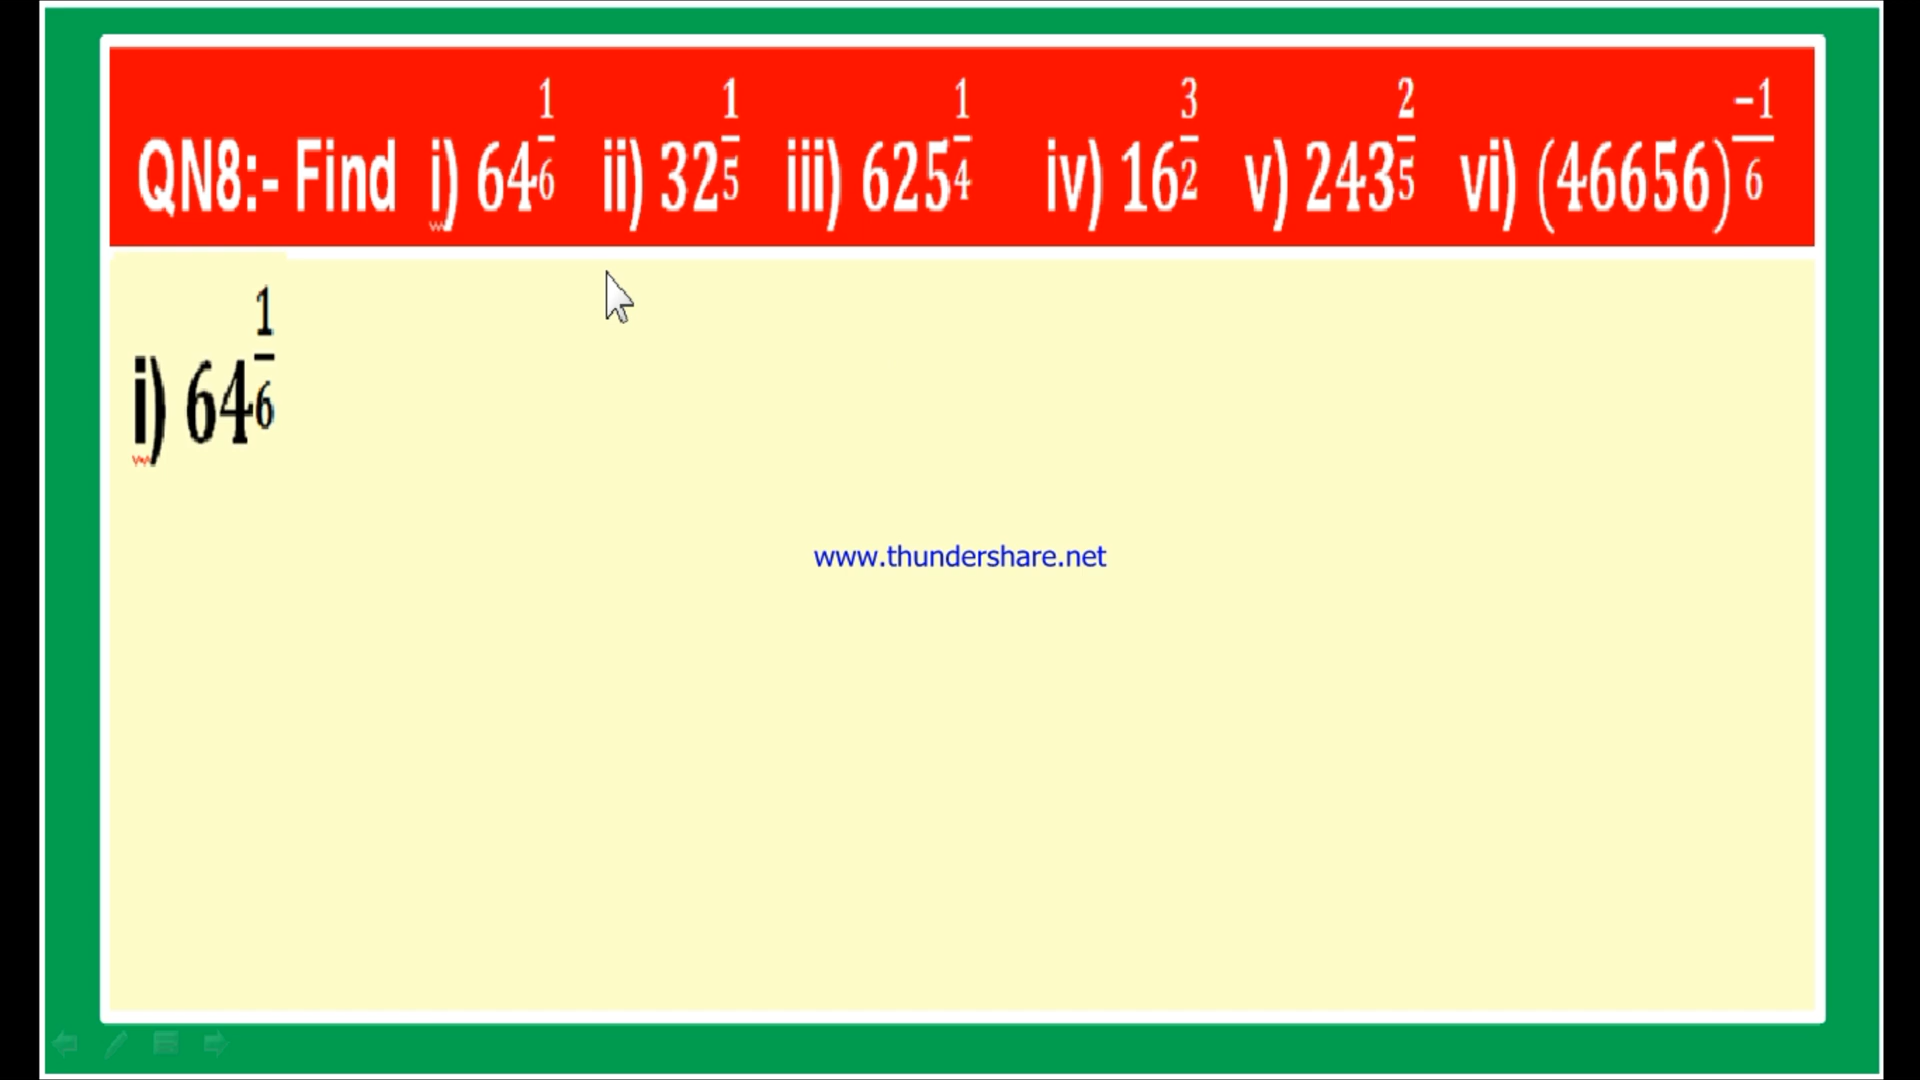 QN8:- Find i) 64^(1/6) ii) 32^(1/5) iii) 625^(1/4) iv) 16^(3/2) v) 243^(2/5) vi) (46656)^(-1/6)
i) 64^(1/6)
www.thundershare.net